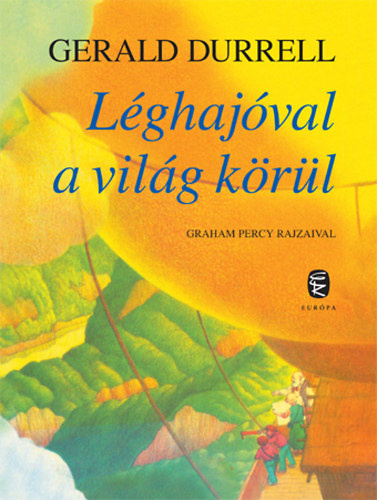 GERALD DURRELL
Léghajóval
a világ körül
GRAHAM PERCY RAJZAIVAL
EURÓPA